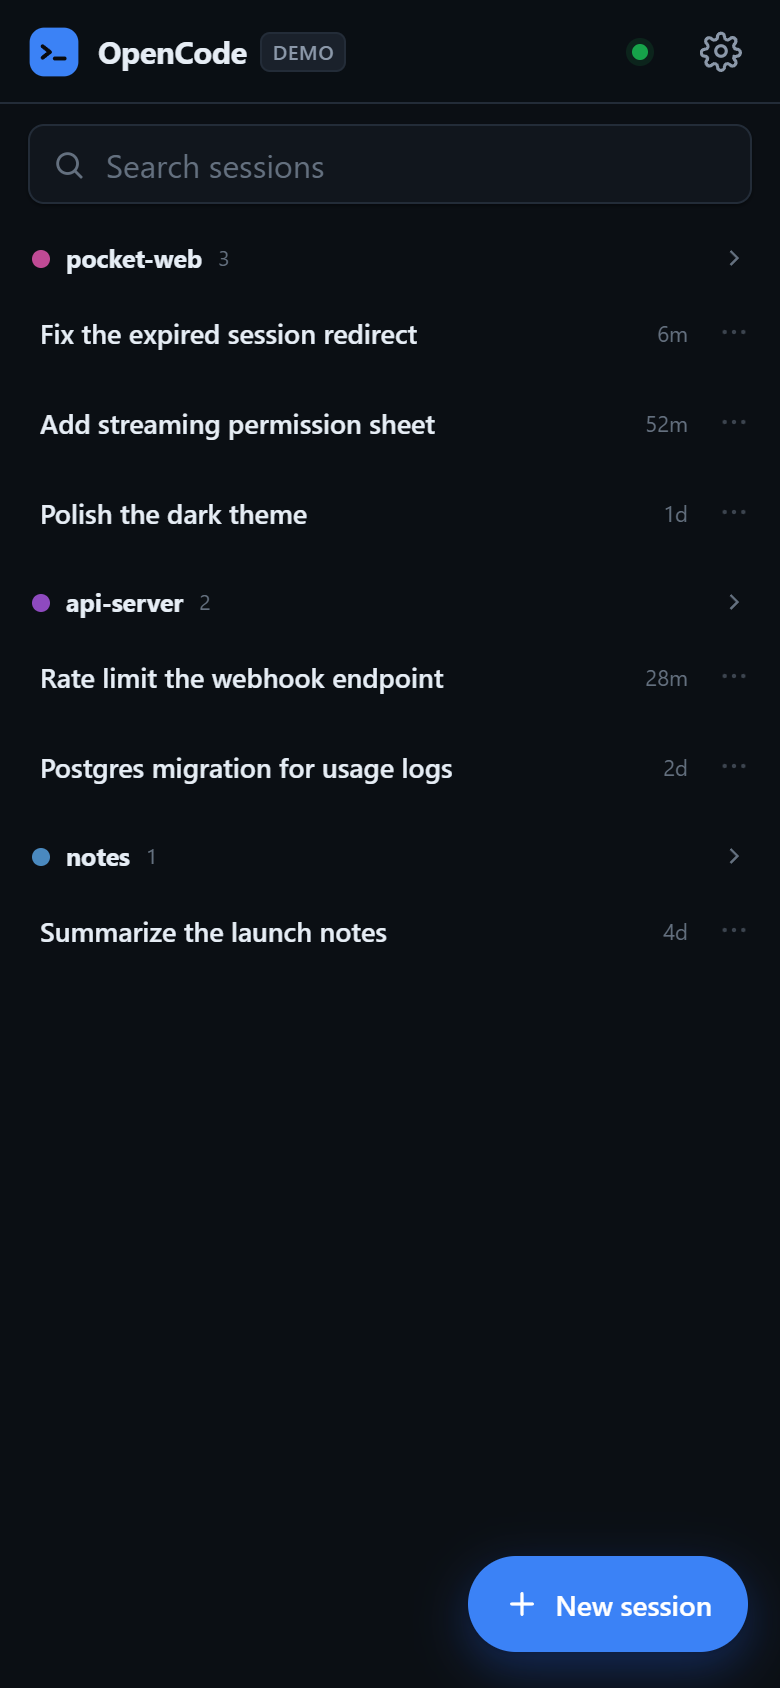 OpenCode DEMO
Search sessions
pocket-web 3
Fix the expired session redirect 6m
Add streaming permission sheet 52m
Polish the dark theme 1d
api-server 2
Rate limit the webhook endpoint 28m
Postgres migration for usage logs 2d
notes 1
Summarize the launch notes 4d
New session